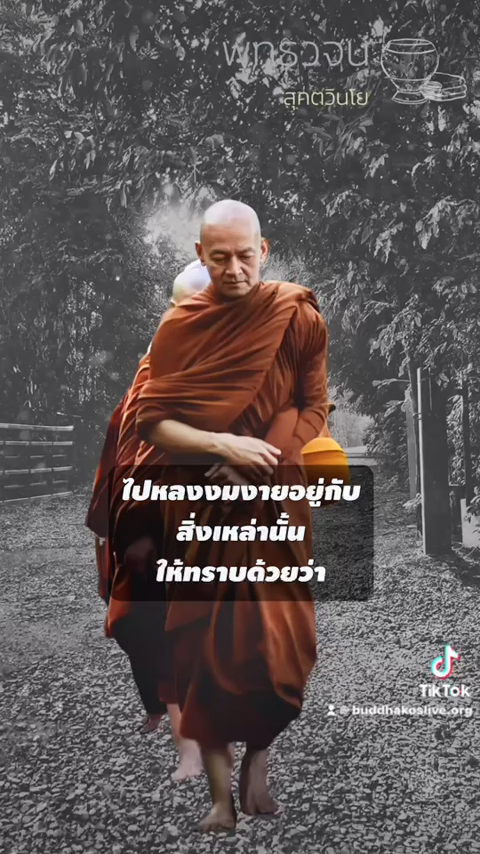 พุทธวจน
สุคตวินโย
ไปหลงงมงายอยู่กับ
สิ่งเหล่านั้น
ให้ทราบด้วยว่า
TikTok
@buddhakoslive.org